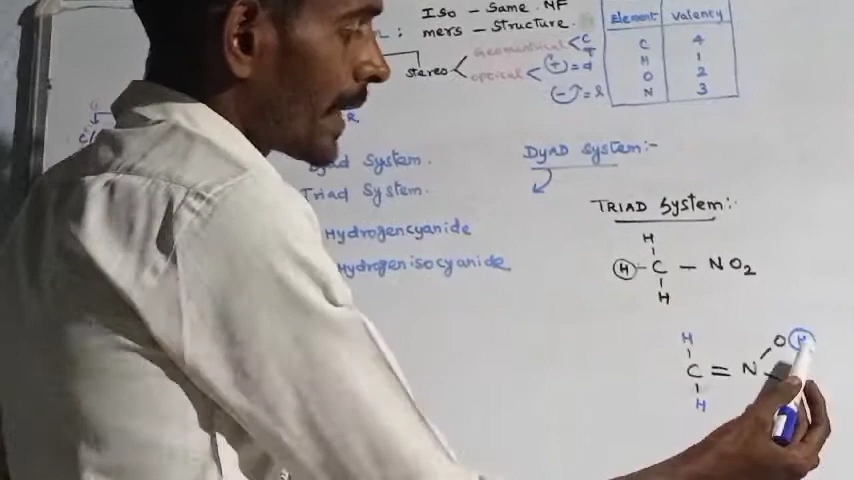 Iso - Same MF
mers - Structure.
stereo
Geometrical < C
T
optical < (+) = d
(-) = l
Element Valency
C 4
H 1
O 2
N 3
Dyad System.
Triad System.
Hydrogencyanide
Hydrogenisocyanide
DyAD system:-
TRIAD System:-
H
H - C - NO2
H
H O H
C = N
H